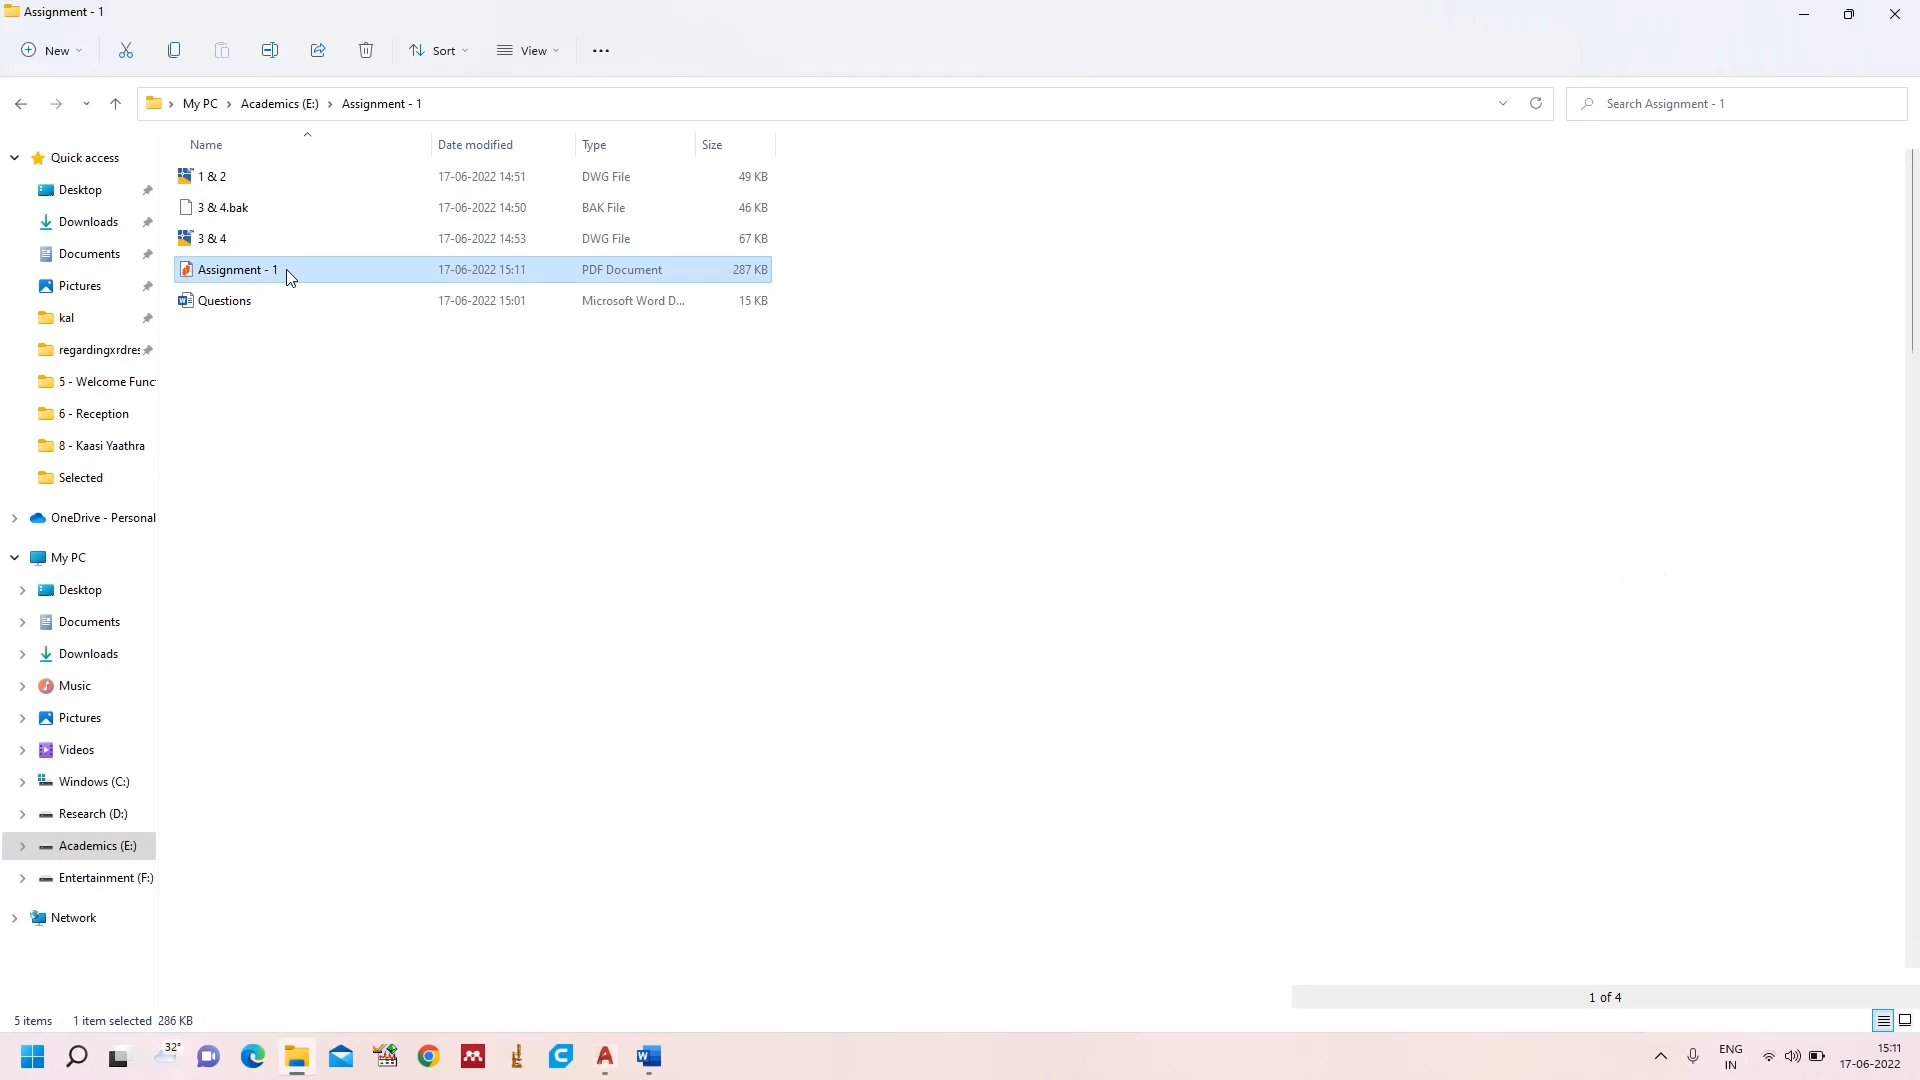 Assignment - 1
New
Sort
View
My PC
Academics (E:)
Assignment - 1
Search Assignment - 1
Name
Date modified
Type
Size
1 & 2
17-06-2022 14:51
DWG File
49 KB
3 & 4.bak
17-06-2022 14:50
BAK File
46 KB
3 & 4
17-06-2022 14:53
DWG File
67 KB
Assignment - 1
17-06-2022 15:11
PDF Document
287 KB
Questions
17-06-2022 15:01
Microsoft Word D...
15 KB
Quick access
Desktop
Downloads
Documents
Pictures
kal
regardingxrdres
5 - Welcome Func
6 - Reception
8 - Kaasi Yaathra
Selected
OneDrive - Personal
My PC
Desktop
Documents
Downloads
Music
Pictures
Videos
Windows (C:)
Research (D:)
Academics (E:)
Entertainment (F:)
Network
1 of 4
5 items
1 item selected 286 KB
32°
ENG
IN
15:11
17-06-2022